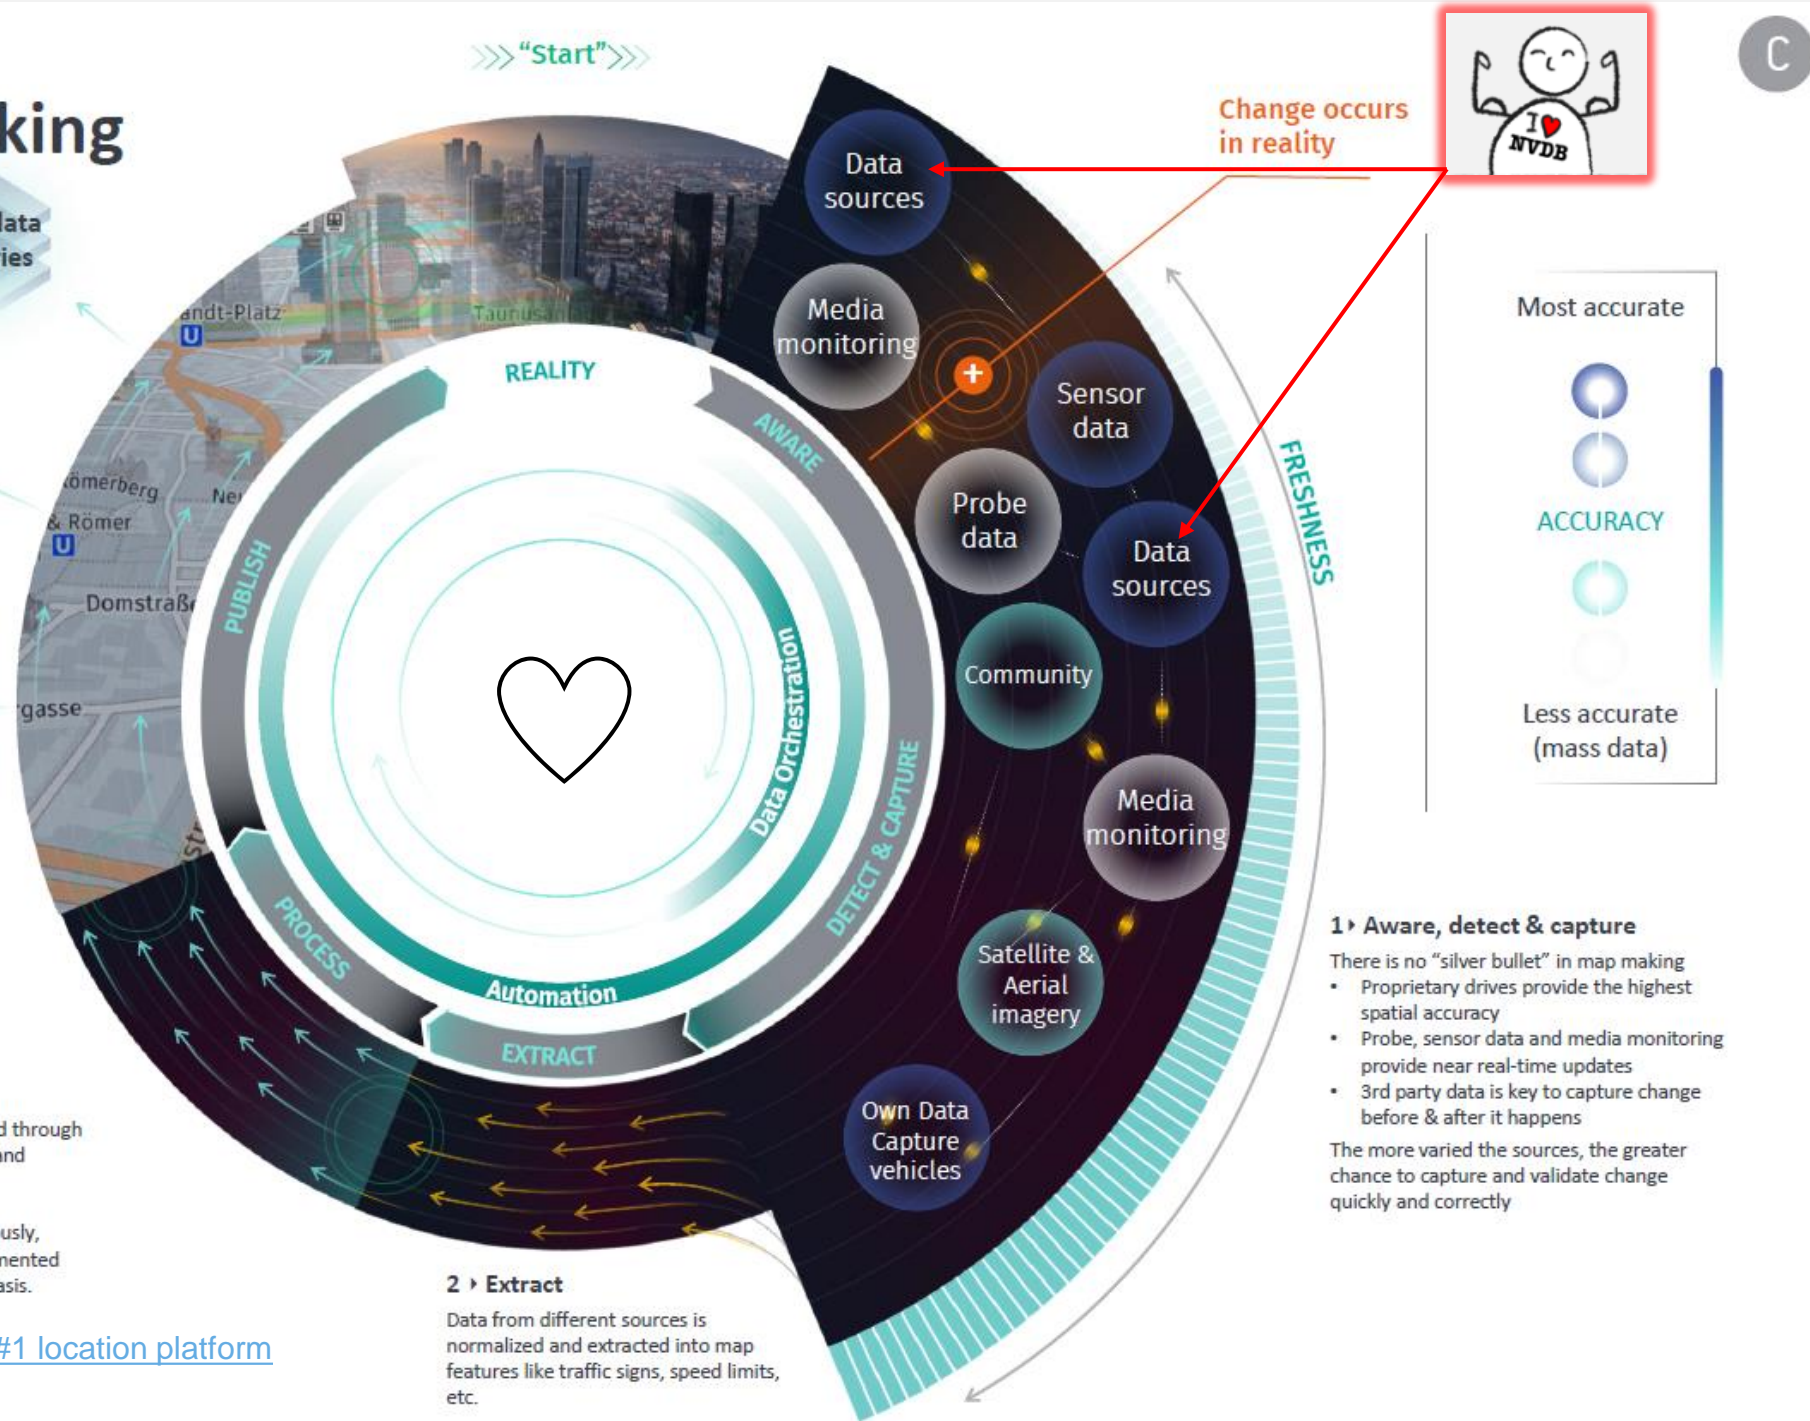 "Start"
C
king
Change occurs
in reality
I
NVDB
Data
sources
lata
ies
Media
monitoring
Most accurate
andt-Platz
U
Taunusan
REALITY
AWARE
Sensor
data
FRESHNESS
ACCURACY
Probe
data
Data
sources
ömerberg
Neu
& Römer
U
PUBLISH
Domstraße
Data Orchestration
Community
gasse
Less accurate
(mass data)
DETECT & CAPTURE
Media
monitoring
str
PROCESS
Automation
EXTRACT
Satellite &
Aerial
imagery
Own Data
Capture
vehicles
1 Aware, detect & capture
There is no “silver bullet” in map making
• Proprietary drives provide the highest
spatial accuracy
• Probe, sensor data and media monitoring
provide near real-time updates
• 3rd party data is key to capture change
before & after it happens
The more varied the sources, the greater
chance to capture and validate change
quickly and correctly
d through
and
usly,
mented
asis.
#1 location platform
2 Extract
Data from different sources is
normalized and extracted into map
features like traffic signs, speed limits,
etc.